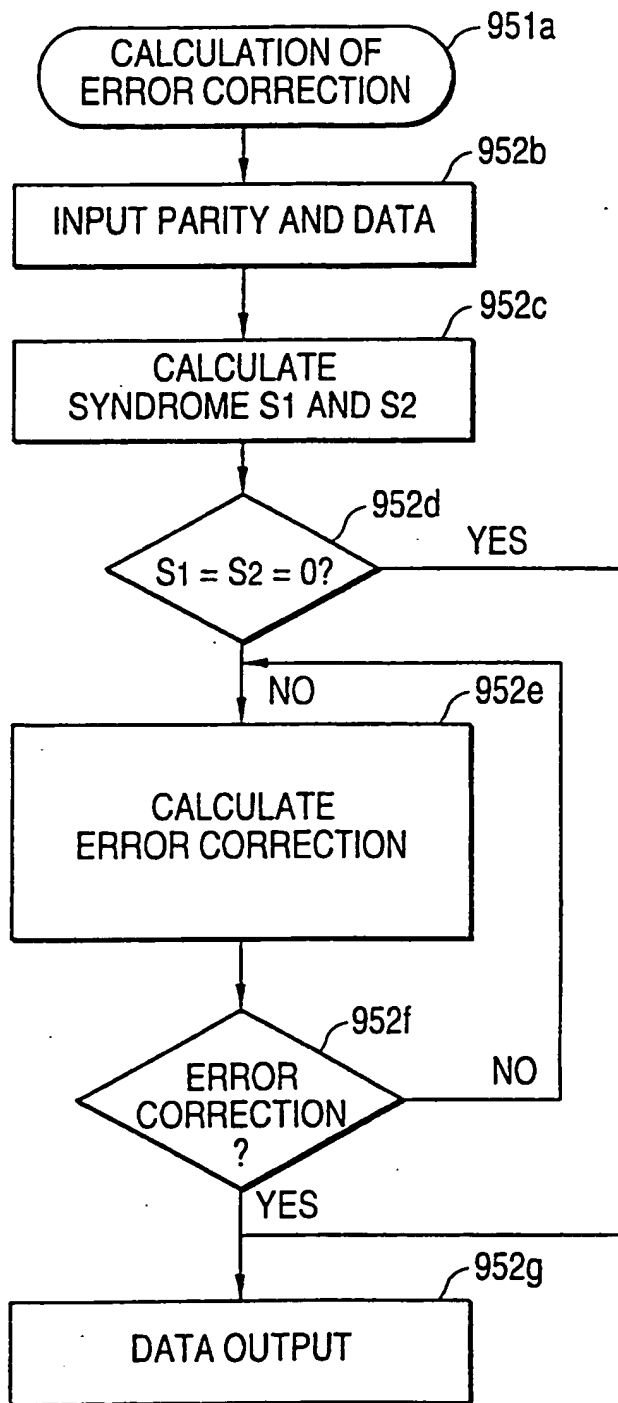 CALCULATION OF
ERROR CORRECTION
951a
952b
INPUT PARITY AND DATA
952c
CALCULATE
SYNDROME S1 AND S2
952d
S1 = S2 = 0?
YES
NO
952e
CALCULATE
ERROR CORRECTION
952f
ERROR
CORRECTION
?
NO
YES
952g
DATA OUTPUT